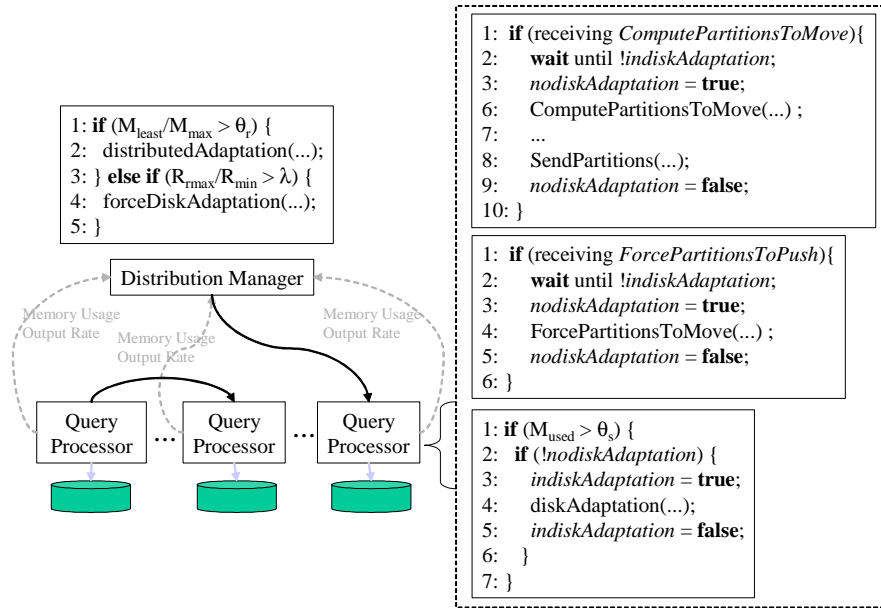 1: if (M_least/M_max > θ_r) {
2: distributedAdaptation(...);
3: } else if (R_rmax/R_min > λ) {
4: forceDiskAdaptation(...);
5: }
Distribution Manager
Memory Usage
Output Rate
Memory Usage
Output Rate
Memory Usage
Output Rate
Query
Processor
...
Query
Processor
...
Query
Processor
1: if (receiving ComputePartitionsToMove){
2: wait until !indiskAdaptation;
3: nodiskAdaptation = true;
6: ComputePartitionsToMove(...) ;
7: ...
8: SendPartitions(...);
9: nodiskAdaptation = false;
10: }
1: if (receiving ForcePartitionsToPush){
2: wait until !indiskAdaptation;
3: nodiskAdaptation = true;
4: ForcePartitionsToMove(...) ;
5: nodiskAdaptation = false;
6: }
1: if (M_used > θ_s) {
2: if (!nodiskAdaptation) {
3: indiskAdaptation = true;
4: diskAdaptation(...);
5: indiskAdaptation = false;
6: }
7: }